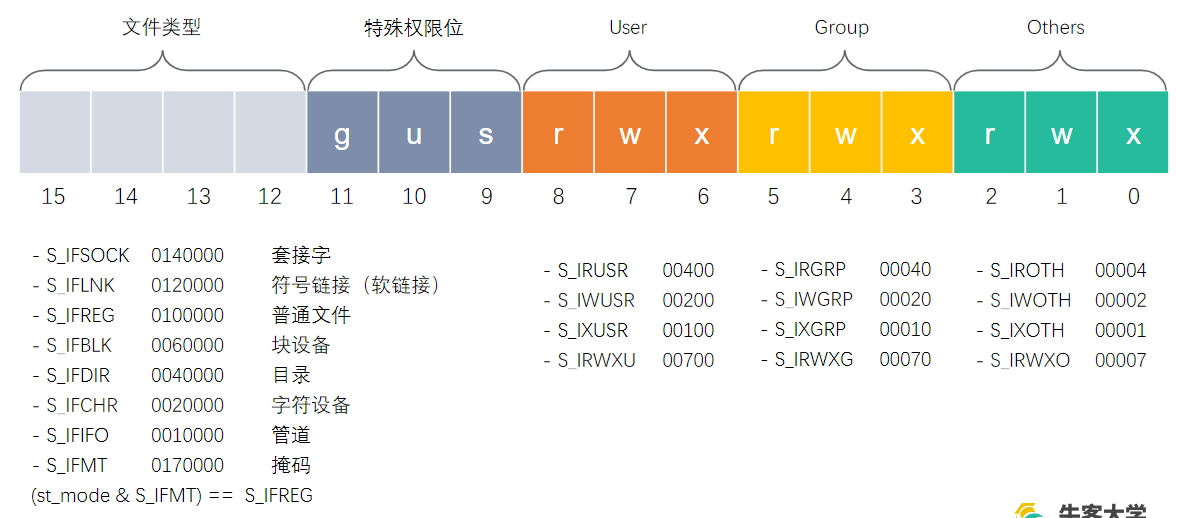 文件类型 特殊权限位 User Group Others
g u s r w x r w x r w x
15 14 13 12 11 10 9 8 7 6 5 4 3 2 1 0
- S_IFSOCK 0140000 套接字
- S_IFLNK 0120000 符号链接（软链接）
- S_IFREG 0100000 普通文件
- S_IFBLK 0060000 块设备
- S_IFDIR 0040000 目录
- S_IFCHR 0020000 字符设备
- S_IFIFO 0010000 管道
- S_IFMT 0170000 掩码
(st_mode & S_IFMT) == S_IFREG
- S_IRUSR 00400
- S_IWUSR 00200
- S_IXUSR 00100
- S_IRWXU 00700
- S_IRGRP 00040
- S_IWGRP 00020
- S_IXGRP 00010
- S_IRWXG 00070
- S_IROTH 00004
- S_IWOTH 00002
- S_IXOTH 00001
- S_IRWXO 00007
牛客大学